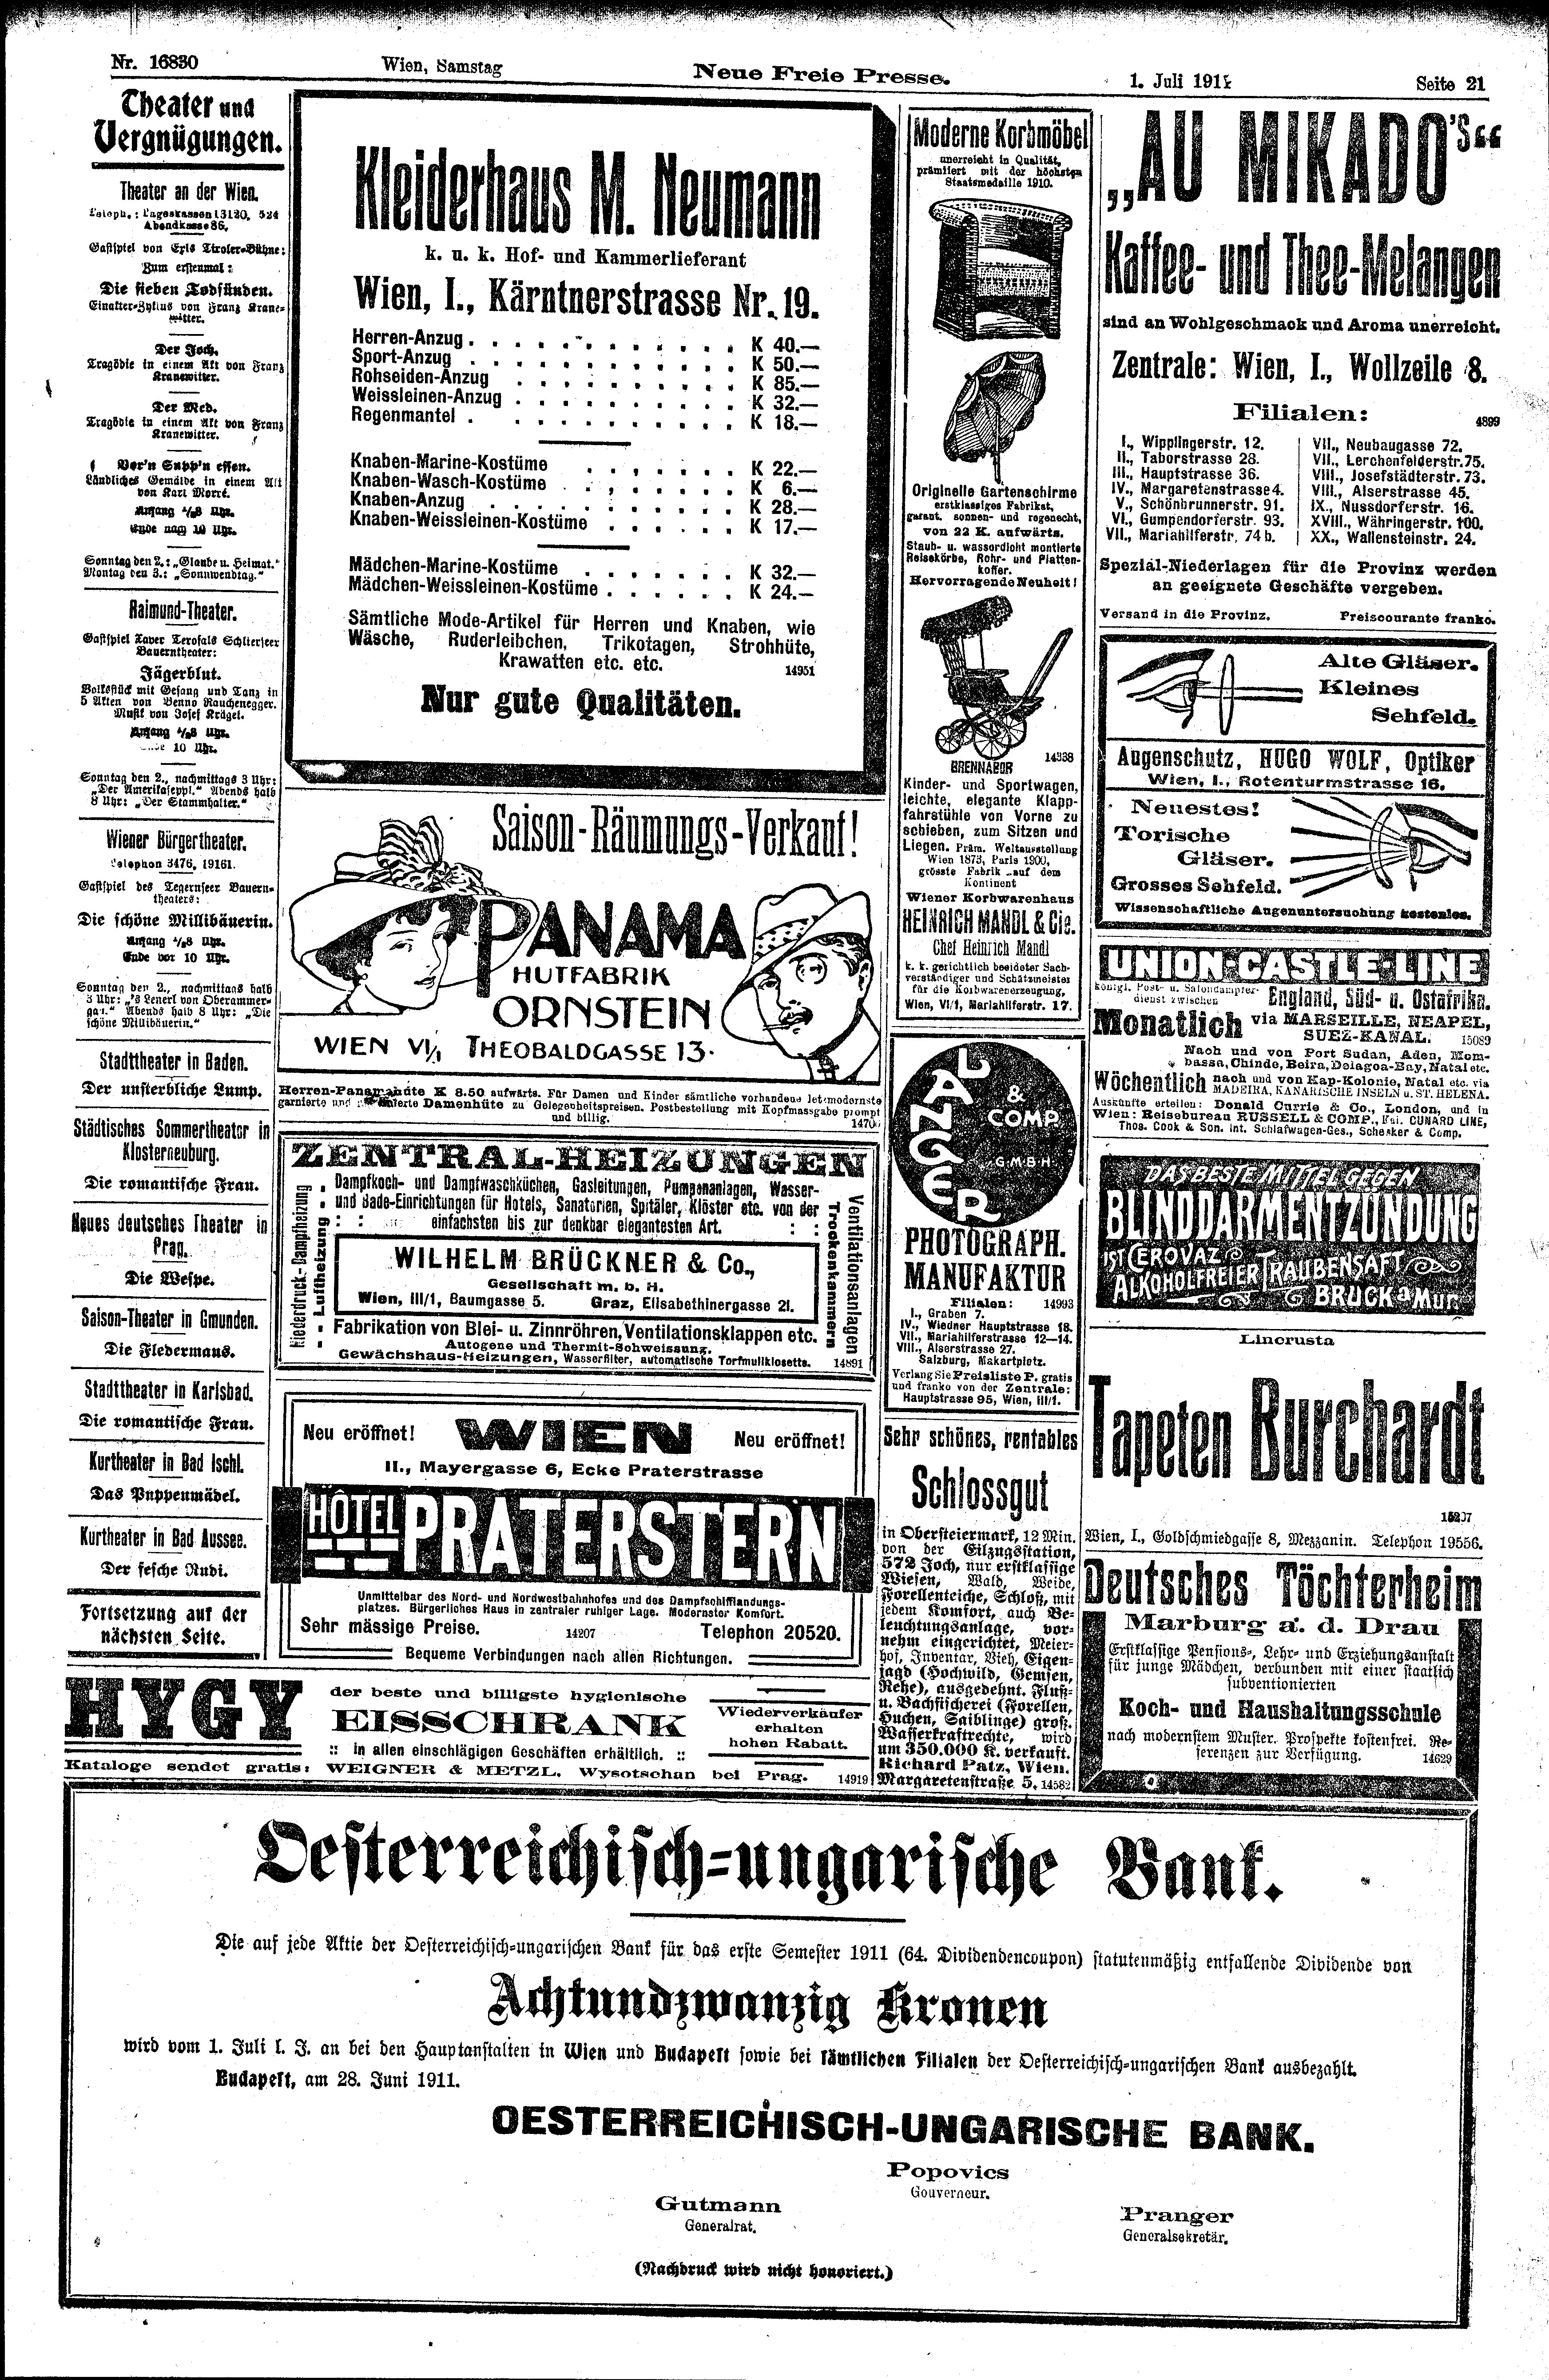 Nr. 16830
Wien, Samstag
Neue Freie Presse.
1. Juli 1911
Seite 21
Theater und
Vergnügungen.
Theater an der Wien.
Teleph.: Tageskassen 13120, 524
Abendkasse 86.
Gastspiel von Exls Tiroler-Bühne:
Zum erstenmal:
Die sieben Todsünden.
Einakter-Zyklus von Franz Krane-
witter.
Der Joch.
Tragödie in einem Akt von Franz
Kranewitter.
Der Med.
Tragödie in einem Akt von Franz
Kranewitter.
Vor'n Supp'n essen.
Ländliches Gemälde in einem Akt
von Karl Morré.
Anfang 1/28 Uhr.
Ende nach 10 Uhr.
Sonntag den 2.: „Glaube u. Heimat."
Montag den 3.: „Sonnwendtag."
Raimund-Theater.
Gastspiel Xaver Terofals Schlierseer
Bauerntheater:
Jägerblut.
Volksstück mit Gesang und Tanz in
5 Akten von Benno Rauchenegger.
Musik von Josef Krägel.
Anfang 1/28 Uhr.
Ende 10 Uhr.
Sonntag den 2., nachmittags 3 Uhr:
„Der Amerikaseppl." Abends halb
8 Uhr: „Der Stammhalter."
Wiener Bürgertheater.
Telephon 3476, 19161.
Gastspiel des Tegernseer Bauern-
theaters:
Die schöne Millibäuerin.
Anfang 1/28 Uhr.
Ende vor 10 Uhr.
Sonntag den 2., nachmittags halb
3 Uhr: „'s Lenerl von Oberammer-
gau." Abends halb 8 Uhr: „Die
schöne Millibäuerin."
Stadttheater in Baden.
Der unsterbliche Lump.
Städtisches Sommertheater in
Klosterneuburg.
Die romantische Frau.
Neues deutsches Theater in
Prag.
Die Wespe.
Saison-Theater in Gmunden.
Die Fledermaus.
Stadttheater in Karlsbad.
Die romantische Frau.
Kurtheater in Bad Ischl.
Das Puppenmädel.
Kurtheater in Bad Aussee.
Der fesche Rudi.
Fortsetzung auf der
nächsten Seite.
Kleiderhaus M. Neumann
k. u. k. Hof- und Kammerlieferant
Wien, I., Kärntnerstrasse Nr. 19.
Herren-Anzug . . . . . . . . . . . . . K 40.—
Sport-Anzug . . . . . . . . . . . . . K 50.—
Rohseiden-Anzug . . . . . . . . . . . K 85.—
Weissleinen-Anzug . . . . . . . . . . K 32.—
Regenmantel . . . . . . . . . . . . . K 18.—
Knaben-Marine-Kostüme . . . . . . . K 22.—
Knaben-Wasch-Kostüme . . . . . . . K 6.—
Knaben-Anzug . . . . . . . . . . . K 28.—
Knaben-Weissleinen-Kostüme . . . . . . K 17.—
Mädchen-Marine-Kostüme . . . . . . . K 32.—
Mädchen-Weissleinen-Kostüme . . . . . . K 24.—
Sämtliche Mode-Artikel für Herren und Knaben, wie
Wäsche, Ruderleibchen, Trikotagen, Strohhüte,
Krawatten etc. etc.
14951
Nur gute Qualitäten.
Saison-Räumungs-Verkauf!
PANAMA
HUTFABRIK
ORNSTEIN
WIEN VI/1 THEOBALDGASSE 13.
Herren-Panamahüte K 8.50 aufwärts. Für Damen und Kinder sämtliche vorhandene letztmodernste
garnierte und Damenhüte zu Gelegenheitspreisen. Postbestellung mit Kopfmassgabe prompt
und billig.
ZENTRAL-HEIZUNGEN
Niederdruck-Dampfheizung
Luftheizung
Dampfkoch- und Dampfwaschküchen, Gasleitungen, Pumpenanlagen, Wasser-
und Bade-Einrichtungen für Hotels, Sanatorien, Spitäler, Klöster etc. von der
einfachsten bis zur denkbar elegantesten Art.
Trockenkammern
Ventilationsanlagen
WILHELM BRÜCKNER & Co.,
Gesellschaft m. b. H.
Wien, III/1, Baumgasse 5. Graz, Elisabethinergasse 21.
Fabrikation von Blei- u. Zinnröhren, Ventilationsklappen etc.
Autogene und Thermit-Schweissung.
Gewächshaus-Heizungen, Wasserfilter, automatische Torfmullklosetts. 14891
Neu eröffnet! WIEN Neu eröffnet!
II., Mayergasse 6, Ecke Praterstrasse
HÔTEL PRATERSTERN
Unmittelbar des Nord- und Nordwestbahnhofes und des Dampfschifflandungs-
platzes. Bürgerliches Haus in zentraler ruhiger Lage. Modernster Komfort.
Sehr mässige Preise. 14207 Telephon 20520.
Bequeme Verbindungen nach allen Richtungen.
HYGY
der beste und billigste hygienische
EISSCHRANK
:: in allen einschlägigen Geschäften erhältlich. ::
Wiederverkäufer
erhalten
hohen Rabatt.
Kataloge sendet gratis: WEIGNER & METZL, Wysotschan bei Prag. 14919
Moderne Korbmöbel
unerreicht in Qualität,
prämiiert mit der höchsten
Staatsmedaille 1910.
Originelle Gartenschirme
erstklassiges Fabrikat,
garant. sonnen- und regenecht,
von 22 K. aufwärts.
Staub- u. wasserdicht montierte
Reisekörbe, Rohr- und Platten-
koffer.
Hervorragende Neuheit!
14338
BRENNABOR
Kinder- und Sportwagen,
leichte, elegante Klapp-
fahrstühle von Vorne zu
schieben, zum Sitzen und
Liegen. Präm. Weltausstellung
Wien 1873, Paris 1900,
grösste Fabrik auf dem
Kontinent
Wiener Korbwarenhaus
HEINRICH MANDL & Cie.
Chef Heinrich Mandl
k. k. gerichtlich beeideter Sach-
verständiger und Schätzmeister
für die Korbwarenerzeugung,
Wien, VI/1, Mariahilferstr. 17.
LANGER
& COMP.
G.M.B.H.
PHOTOGRAPH.
MANUFAKTUR
Filialen: 14993
I., Graben 7.
IV., Wiedner Hauptstrasse 18.
VII., Mariahilferstrasse 12—14.
VIII., Alserstrasse 27.
Salzburg, Makartplatz.
Verlang Sie Preisliste P. gratis
und franko von der Zentrale:
Hauptstrasse 95, Wien, III/1.
Sehr schönes, rentables
Schlossgut
in Obersteiermark, 12 Min.
von der Eilzugsstation,
572 Joch, nur erstklassige
Wiesen, Wald, Weide,
Forellenteiche, Schloß, mit
jedem Komfort, auch Be-
leuchtungsanlage, vor-
nehm eingerichtet, Meier-
hof, Inventar, Vieh, Eigen-
jagd (Hochwild, Gemsen,
Rehe), ausgedehnt. Fluß-
u. Bachfischerei (Forellen,
Huchen, Saiblinge) groß.
Wasserkraftrechte, wird
um 350.000 K. verkauft.
Richard Patz, Wien,
Margaretenstraße 5. 14582
„AU MIKADO'S“
Kaffee- und Thee-Melangen
sind an Wohlgeschmack und Aroma unerreicht.
Zentrale: Wien, I., Wollzeile 8.
Filialen: 4899
I., Wipplingerstr. 12.
II., Taborstrasse 28.
III., Hauptstrasse 36.
IV., Margaretenstrasse 4.
V., Schönbrunnerstr. 91.
VI., Gumpendorferstr. 93.
VII., Mariahilferstr. 74 b.
VII., Neubaugasse 72.
VII., Lerchenfelderstr. 75.
VIII., Josefstädterstr. 73.
VIII., Alserstrasse 45.
IX., Nussdorferstr. 16.
XVIII., Währingerstr. 100.
XX., Wallensteinstr. 24.
Spezial-Niederlagen für die Provinz werden
an geeignete Geschäfte vergeben.
Versand in die Provinz. Preiscourante franko.
Alte Gläser.
Kleines
Sehfeld.
Augenschutz, HUGO WOLF, Optiker
Wien, I., Rotenturmstrasse 16.
Neuestes!
Torische
Gläser.
Grosses Sehfeld.
Wissenschaftliche Augenuntersuchung kostenlos.
UNION-CASTLE-LINE
königl. Post- u. Salondampfer-
dienst zwischen England, Süd- u. Ostafrika.
Monatlich via MARSEILLE, NEAPEL,
SUEZ-KANAL. 15089
Nach und von Port Sudan, Aden, Mom-
bassa, Chinde, Beira, Delagoa-Bay, Natal etc.
Wöchentlich nach und von Kap-Kolonie, Natal etc. via
MADEIRA, KANARISCHE INSELN u. ST. HELENA.
Auskünfte erteilen: Donald Currie & Co., London, und in
Wien: Reisebureau RUSSELL & COMP., CUNARD LINE,
Thos. Cook & Son. Int. Schlafwagen-Ges., Schenker & Comp.
DAS BESTE MITTEL GEGEN
BLINDDARMENTZÜNDUNG
IST CEROVAZ
ALKOHOLFREIER TRAUBENSAFT
BRUCK a Mur.
Lincrusta
Tapeten Burchardt
15207
Wien, I., Goldschmiedgasse 8, Mezzanin. Telephon 19556.
Deutsches Töchterheim
Marburg a. d. Drau
Erstklassige Pensions-, Lehr- und Erziehungsanstalt
für junge Mädchen, verbunden mit einer staatlich
subventionierten
Koch- und Haushaltungsschule
nach modernstem Muster. Prospekte kostenfrei. Re-
ferenzen zur Verfügung. 14629
Oesterreichisch-ungarische Bank.
Die auf jede Aktie der Oesterreichisch-ungarischen Bank für das erste Semester 1911 (64. Dividendencoupon) statutenmäßig entfallende Dividende von
Achtundzwanzig Kronen
wird vom 1. Juli l. J. an bei den Hauptanstalten in Wien und Budapest sowie bei sämtlichen Filialen der Oesterreichisch-ungarischen Bank ausbezahlt.
Budapest, am 28. Juni 1911.
OESTERREICHISCH-UNGARISCHE BANK.
Popovics
Gouverneur.
Gutmann
Generalrat.
Pranger
Generalsekretär.
(Nachdruck wird nicht honoriert.)